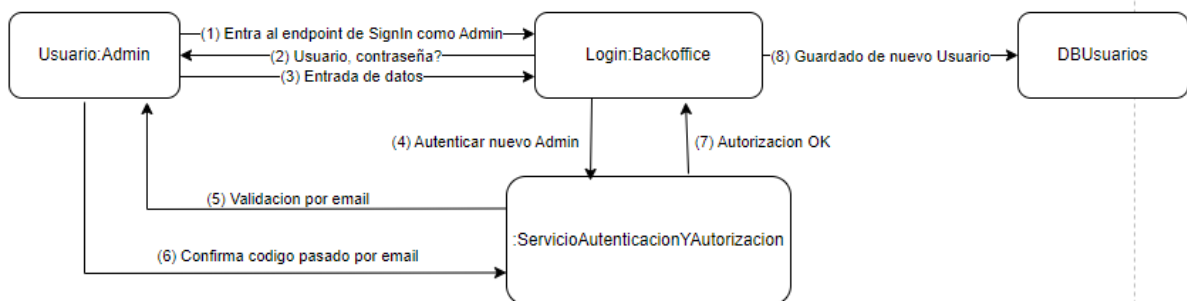 (1) Entra al endpoint de SignIn como Admin
Usuario:Admin
(2) Usuario, contraseña?
Login:Backoffice
(8) Guardado de nuevo Usuario
DBUsuarios
(3) Entrada de datos
(4) Autenticar nuevo Admin
(7) Autorizacion OK
(5) Validacion por email
:ServicioAutenticacionYAutorizacion
(6) Confirma codigo pasado por email